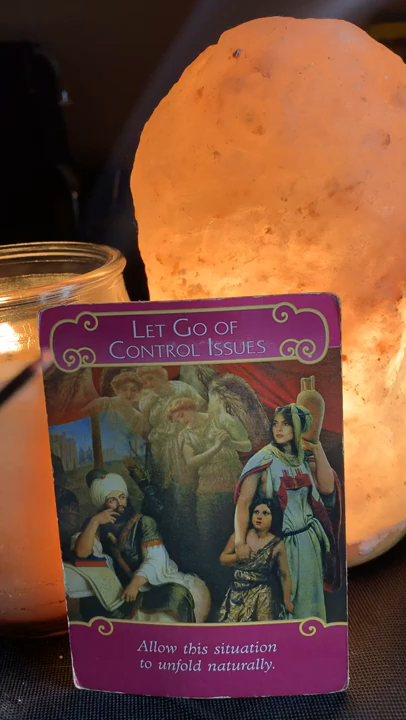 LET GO OF
CONTROL ISSUES
Allow this situation
to unfold naturally.